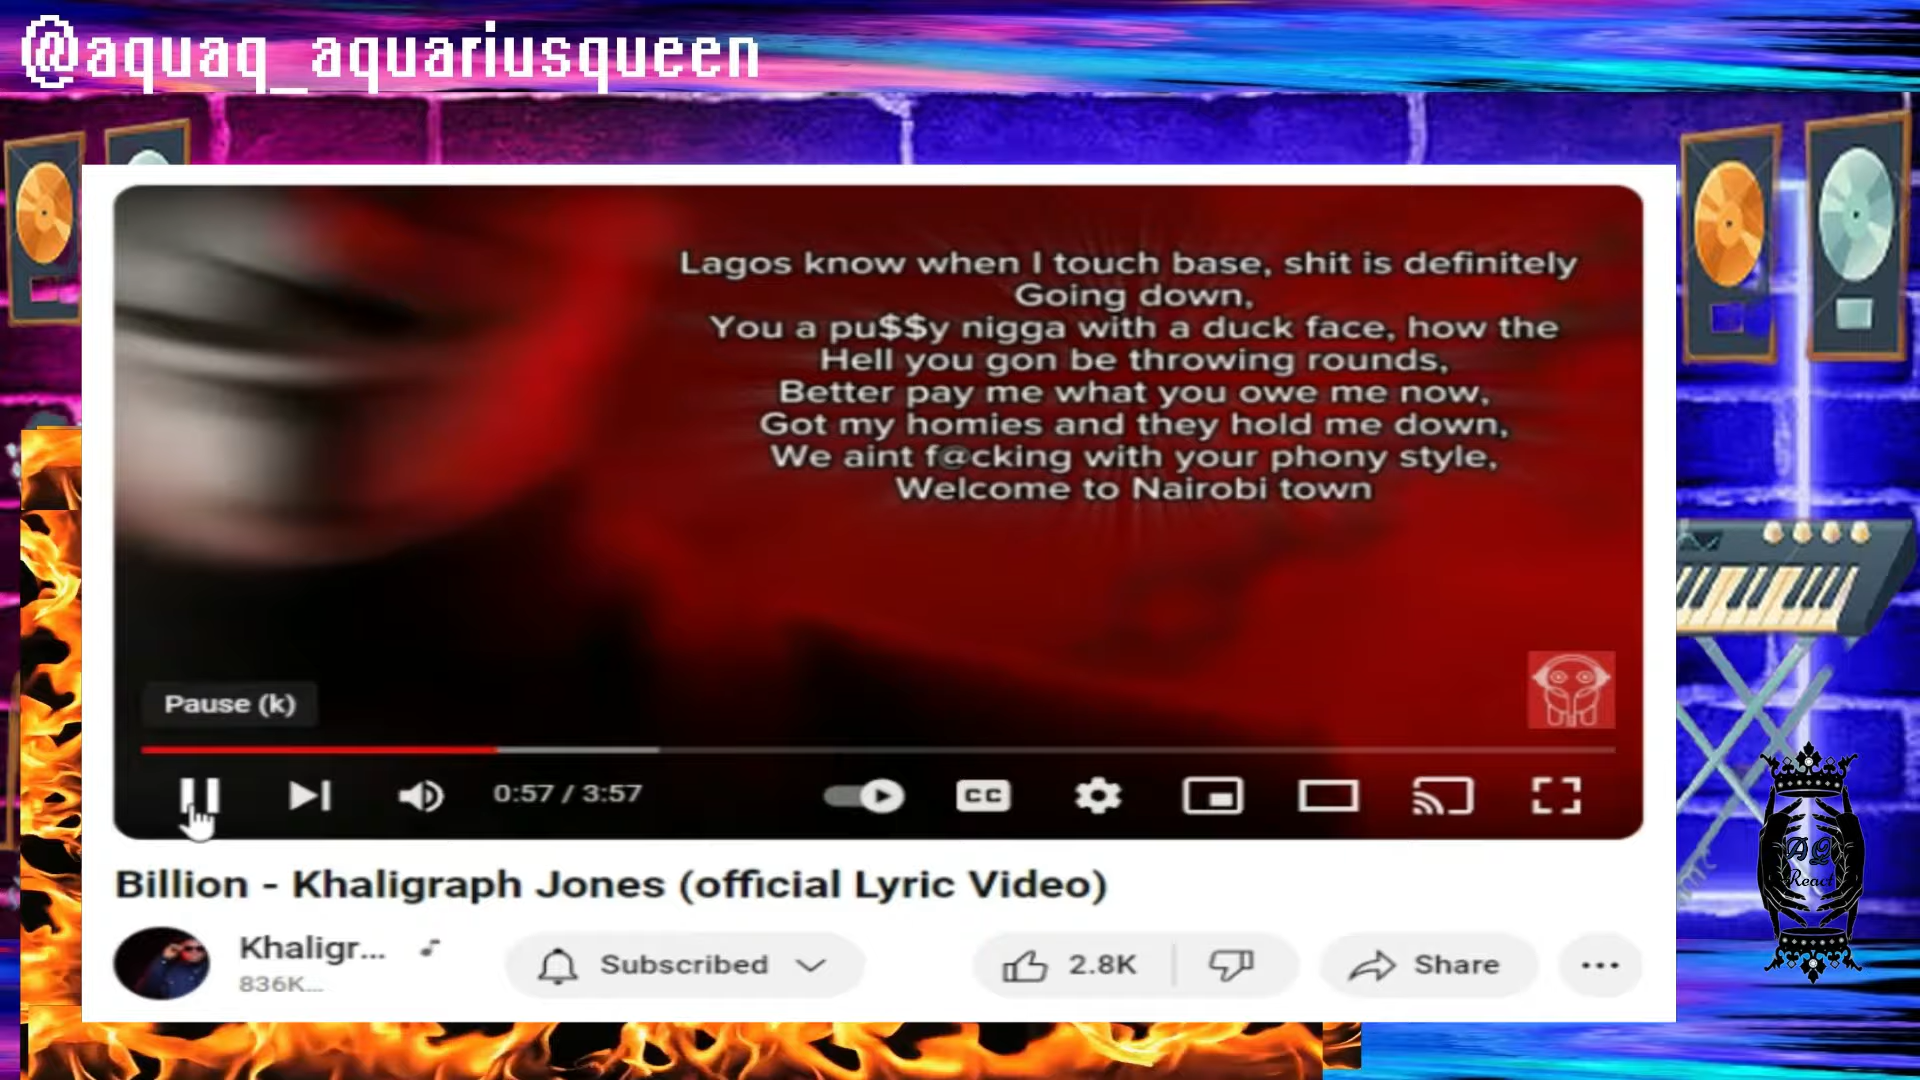 @aquaq_aquariusqueen
Lagos know when I touch base, shit is definitely
Going down,
You a pu$$y nigga with a duck face, how the
Hell you gon be throwing rounds,
Better pay me what you owe me now,
Got my homies and they hold me down,
We aint f@cking with your phony style,
Welcome to Nairobi town
Pause (k)
0:57 / 3:57
CC
Billion - Khaligraph Jones (official Lyric Video)
Khaligr...
836K...
Subscribed
2.8K
Share
AQ
React